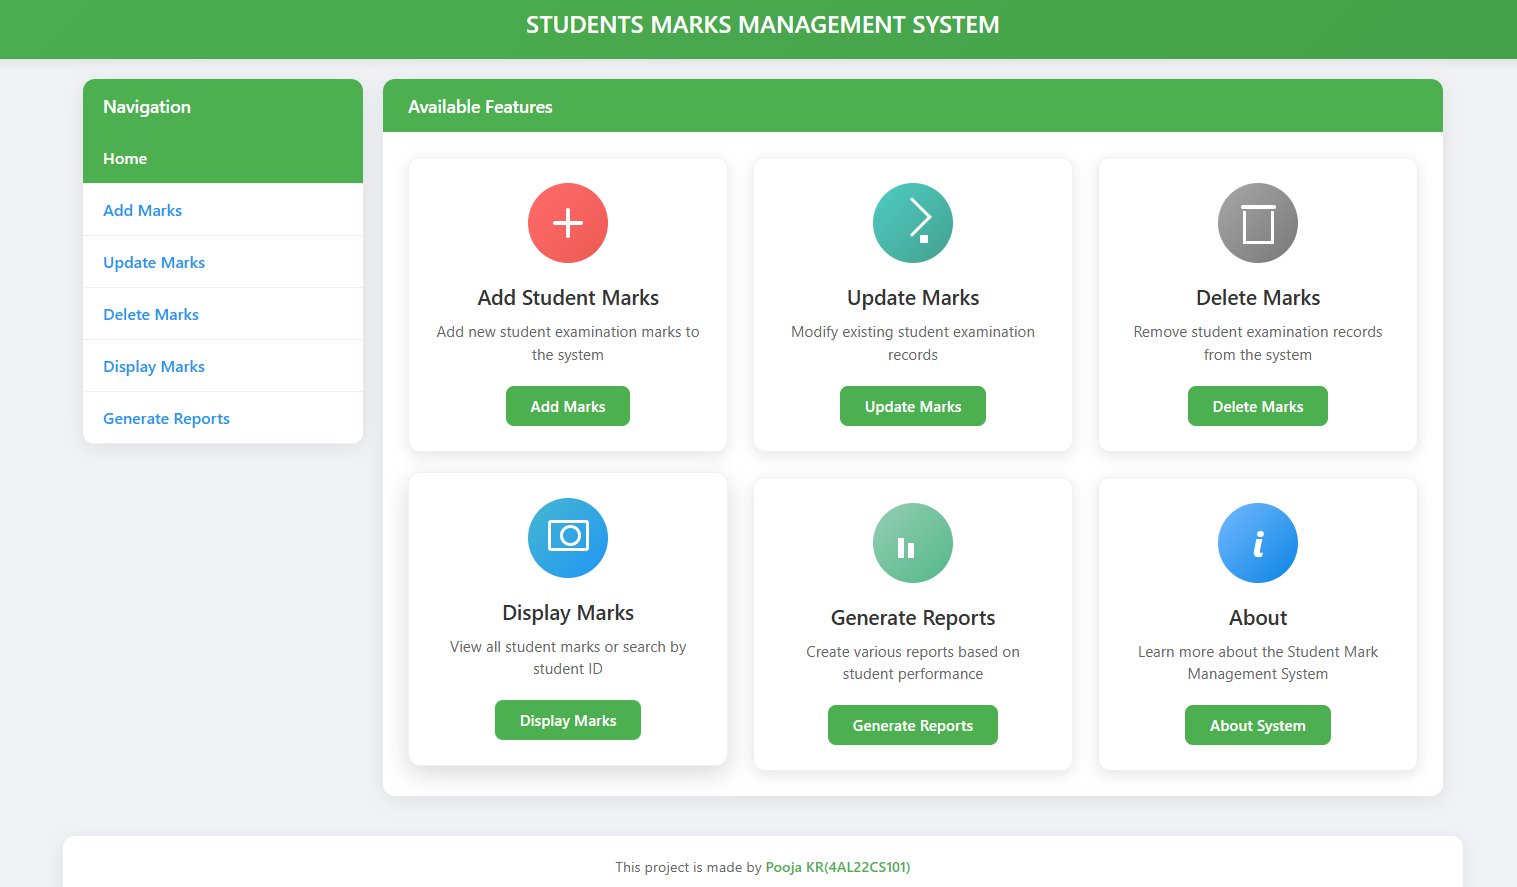 STUDENTS MARKS MANAGEMENT SYSTEM
Navigation
Home
Add Marks
Update Marks
Delete Marks
Display Marks
Generate Reports
Available Features
Add Student Marks
Add new student examination marks to
the system
Add Marks
Update Marks
Modify existing student examination
records
Update Marks
Delete Marks
Remove student examination records
from the system
Delete Marks
Display Marks
View all student marks or search by
student ID
Display Marks
Generate Reports
Create various reports based on
student performance
Generate Reports
i
About
Learn more about the Student Mark
Management System
About System
This project is made by Pooja KR(4AL22CS101)